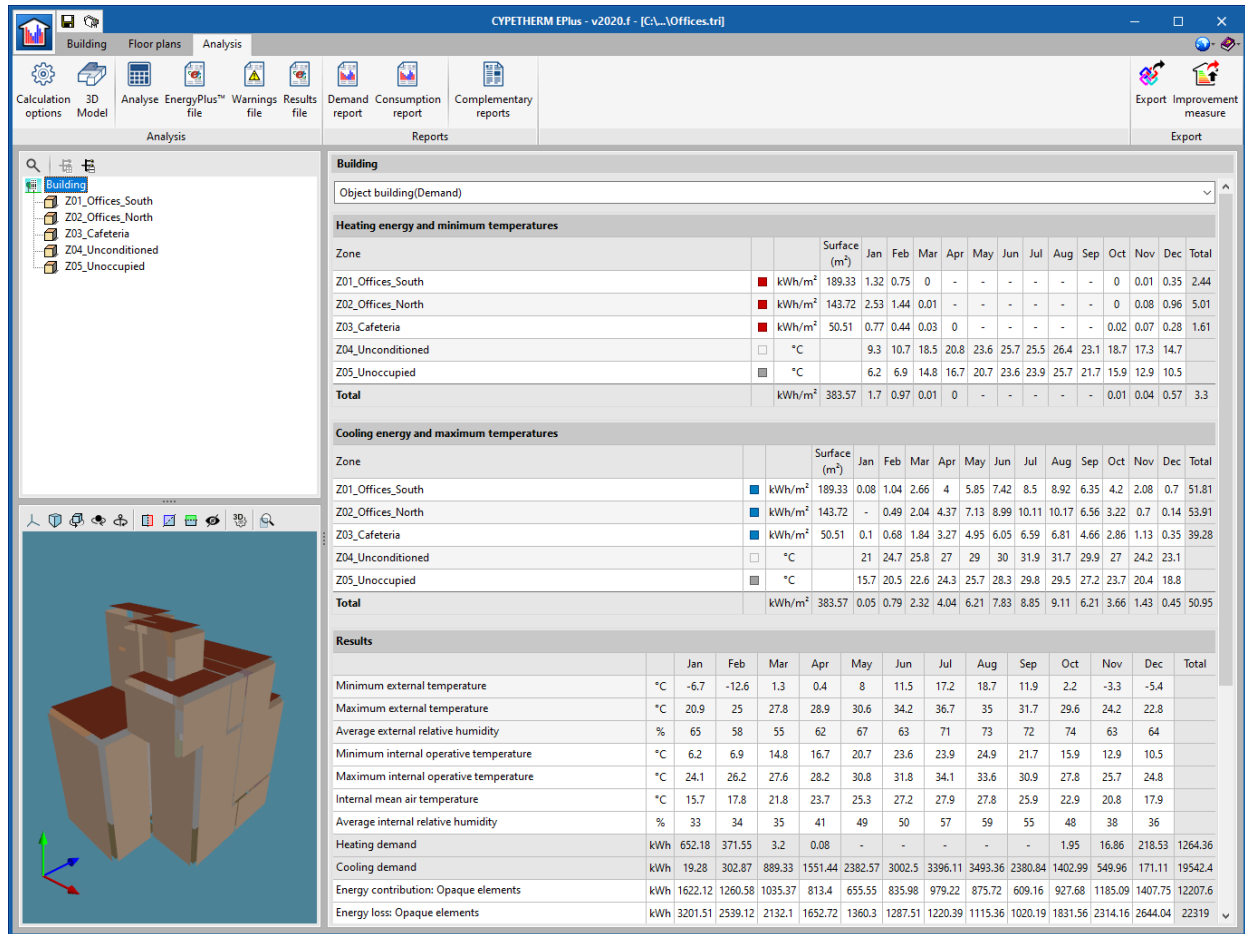 CYPETHERM EPlus - v2020.f - [C:\...\Offices.tri]
Building Floor plans Analysis
Calculation options 3D Model Analyse EnergyPlus™ file Warnings file Results file Demand report Consumption report Complementary reports Export Improvement measure
Analysis Reports Export
Building
Z01_Offices_South
Z02_Offices_North
Z03_Cafeteria
Z04_Unconditioned
Z05_Unoccupied
3D
Building
Object building(Demand)
Heating energy and minimum temperatures
Zone Surface (m²) Jan Feb Mar Apr May Jun Jul Aug Sep Oct Nov Dec Total
Z01_Offices_South kWh/m² 189.33 1.32 0.75 0 - - - - - - 0 0.01 0.35 2.44
Z02_Offices_North kWh/m² 143.72 2.53 1.44 0.01 - - - - - - 0 0.08 0.96 5.01
Z03_Cafeteria kWh/m² 50.51 0.77 0.44 0.03 0 - - - - - 0.02 0.07 0.28 1.61
Z04_Unconditioned °C 9.3 10.7 18.5 20.8 23.6 25.7 25.5 26.4 23.1 18.7 17.3 14.7
Z05_Unoccupied °C 6.2 6.9 14.8 16.7 20.7 23.6 23.9 25.7 21.7 15.9 12.9 10.5
Total kWh/m² 383.57 1.7 0.97 0.01 0 - - - - - 0.01 0.04 0.57 3.3
Cooling energy and maximum temperatures
Zone Surface (m²) Jan Feb Mar Apr May Jun Jul Aug Sep Oct Nov Dec Total
Z01_Offices_South kWh/m² 189.33 0.08 1.04 2.66 4 5.85 7.42 8.5 8.92 6.35 4.2 2.08 0.7 51.81
Z02_Offices_North kWh/m² 143.72 - 0.49 2.04 4.37 7.13 8.99 10.11 10.17 6.56 3.22 0.7 0.14 53.91
Z03_Cafeteria kWh/m² 50.51 0.1 0.68 1.84 3.27 4.95 6.05 6.59 6.81 4.66 2.86 1.13 0.35 39.28
Z04_Unconditioned °C 21 24.7 25.8 27 29 30 31.9 31.7 29.9 27 24.2 23.1
Z05_Unoccupied °C 15.7 20.5 22.6 24.3 25.7 28.3 29.8 29.5 27.2 23.7 20.4 18.8
Total kWh/m² 383.57 0.05 0.79 2.32 4.04 6.21 7.83 8.85 9.11 6.21 3.66 1.43 0.45 50.95
Results
Jan Feb Mar Apr May Jun Jul Aug Sep Oct Nov Dec Total
Minimum external temperature °C -6.7 -12.6 1.3 0.4 8 11.5 17.2 18.7 11.9 2.2 -3.3 -5.4
Maximum external temperature °C 20.9 25 27.8 28.9 30.6 34.2 36.7 35 31.7 29.6 24.2 22.8
Average external relative humidity % 65 58 55 62 67 63 71 73 72 74 63 64
Minimum internal operative temperature °C 6.2 6.9 14.8 16.7 20.7 23.6 23.9 24.9 21.7 15.9 12.9 10.5
Maximum internal operative temperature °C 24.1 26.2 27.6 28.2 30.8 31.8 34.1 33.6 30.9 27.8 25.7 24.8
Internal mean air temperature °C 15.7 17.8 21.8 23.7 25.3 27.2 27.9 27.8 25.9 22.9 20.8 17.9
Average internal relative humidity % 33 34 35 41 49 50 57 59 55 48 38 36
Heating demand kWh 652.18 371.55 3.2 0.08 - - - - - 1.95 16.86 218.53 1264.36
Cooling demand kWh 19.28 302.87 889.33 1551.44 2382.57 3002.5 3396.11 3493.36 2380.84 1402.99 549.96 171.11 19542.4
Energy contribution: Opaque elements kWh 1622.12 1260.58 1035.37 813.4 655.55 835.98 979.22 875.72 609.16 927.68 1185.09 1407.75 12207.6
Energy loss: Opaque elements kWh 3201.51 2539.12 2132.1 1652.72 1360.3 1287.51 1220.39 1115.36 1020.19 1831.56 2314.16 2644.04 22319